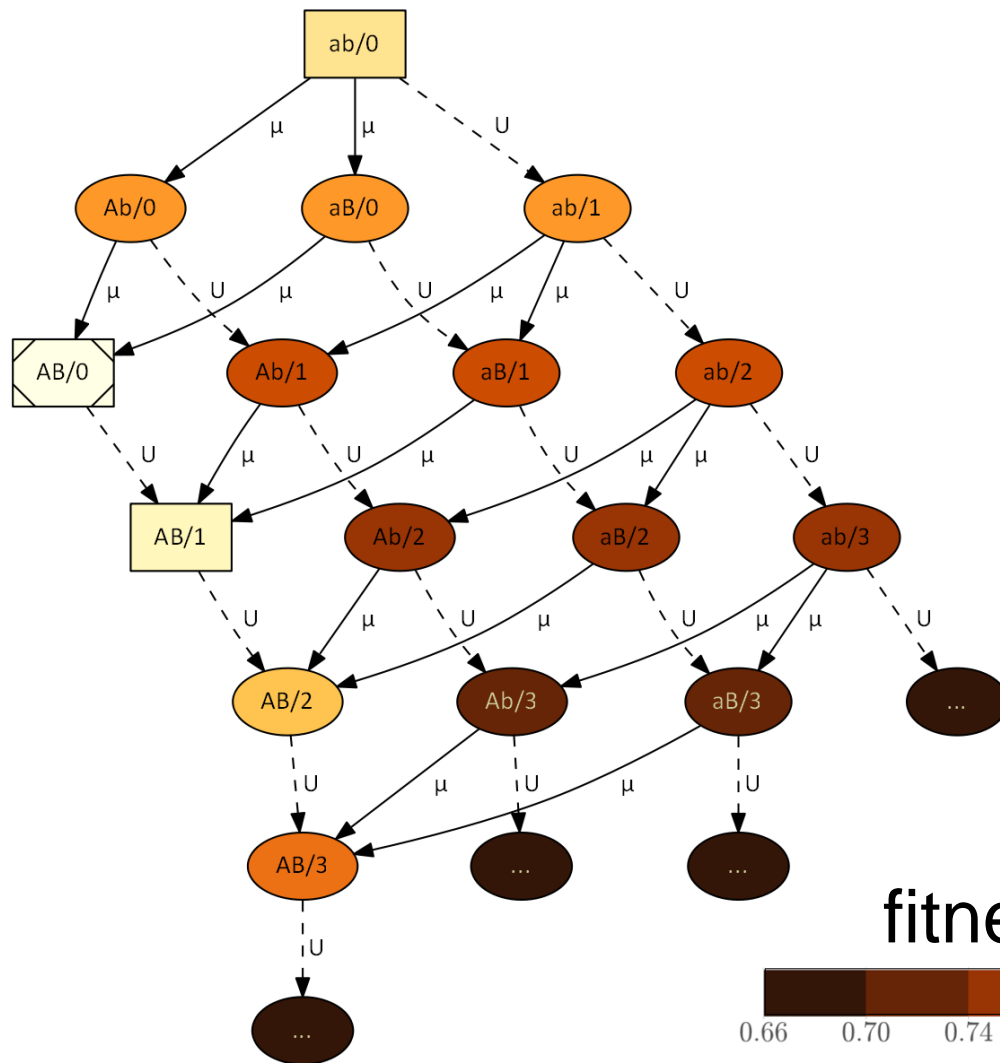 ab/0
μ μ U
Ab/0 aB/0 ab/1
μ U μ U μ μ U
AB/0 Ab/1 aB/1 ab/2
U μ U μ U μ μ U
AB/1 Ab/2 aB/2 ab/3
U μ U μ U μ μ U
AB/2 Ab/3 aB/3 ...
U μ U μ U
AB/3 ... ...
fitne
U
...
0.66 0.70 0.74